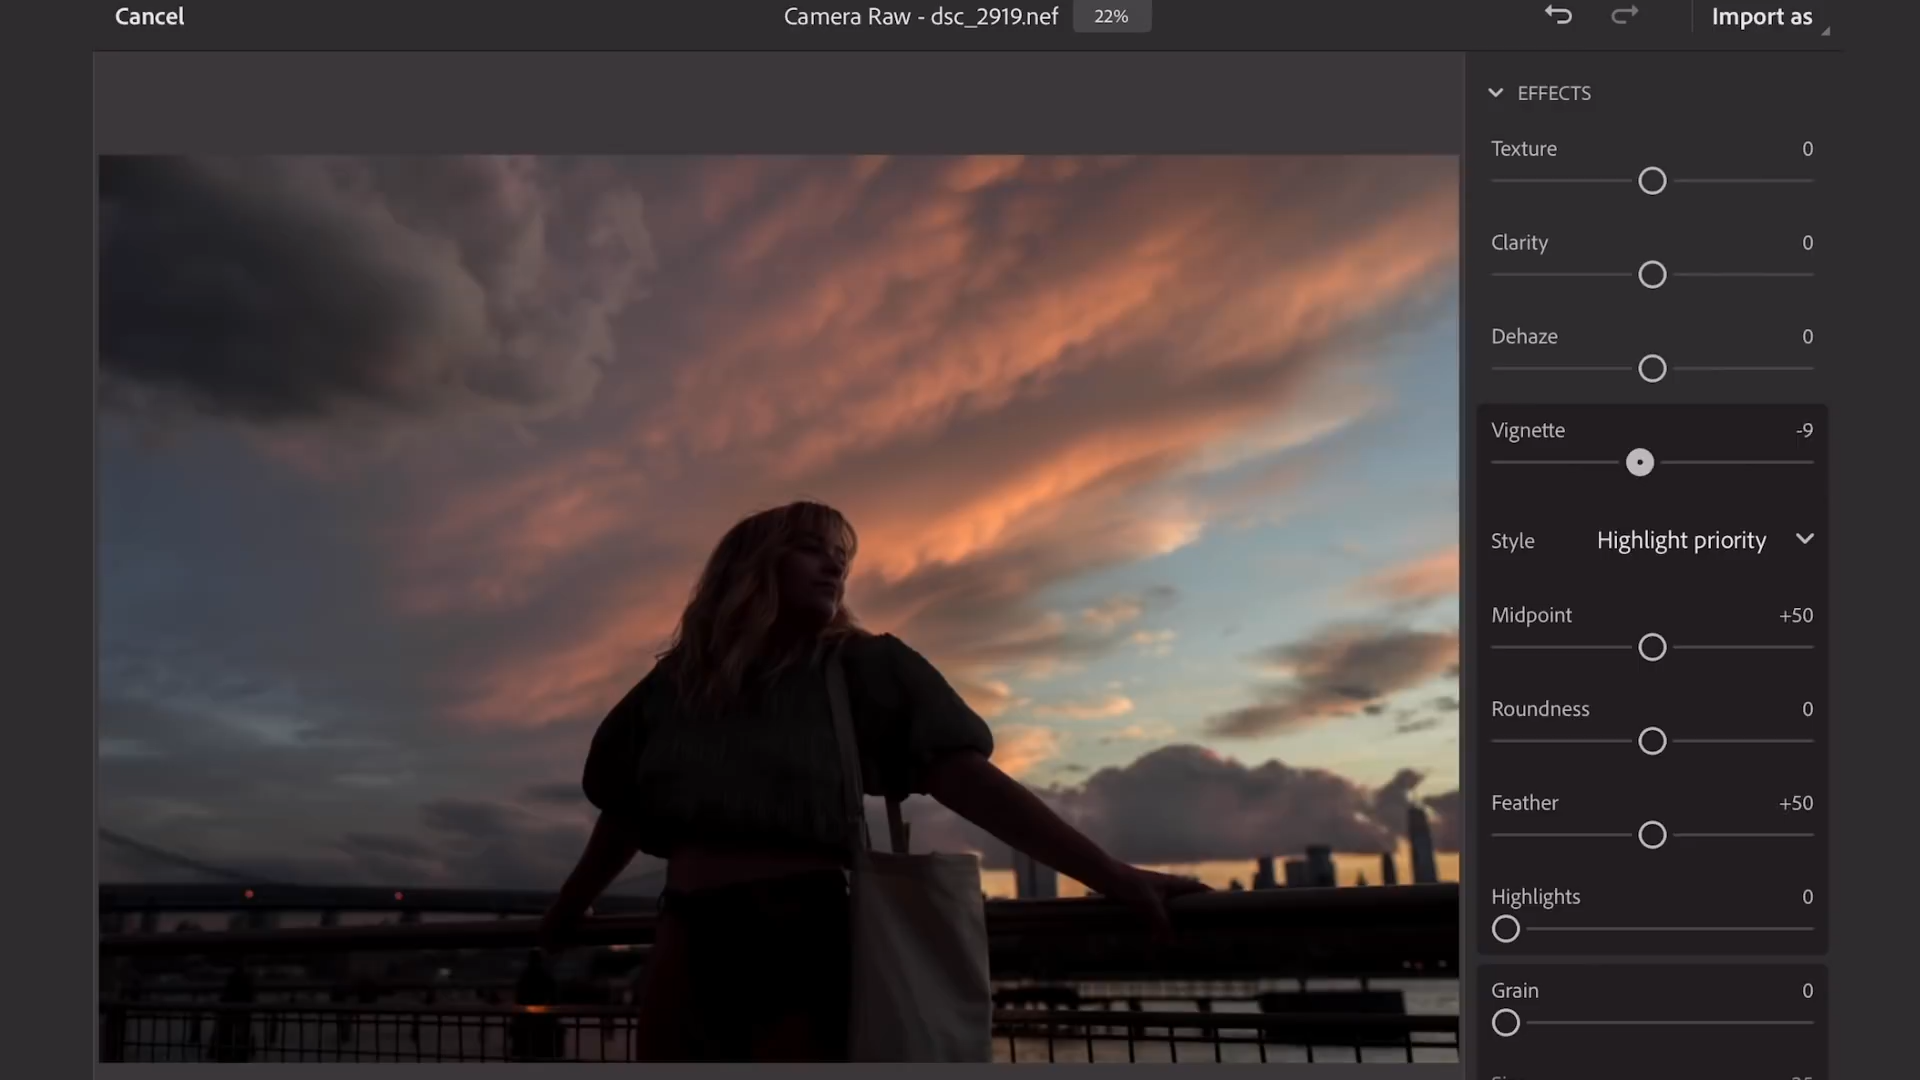 Cancel
Camera Raw - dsc_2919.nef 22%
Import as
EFFECTS
Texture 0
Clarity 0
Dehaze 0
Vignette -9
Style Highlight priority
Midpoint +50
Roundness 0
Feather +50
Highlights 0
Grain 0